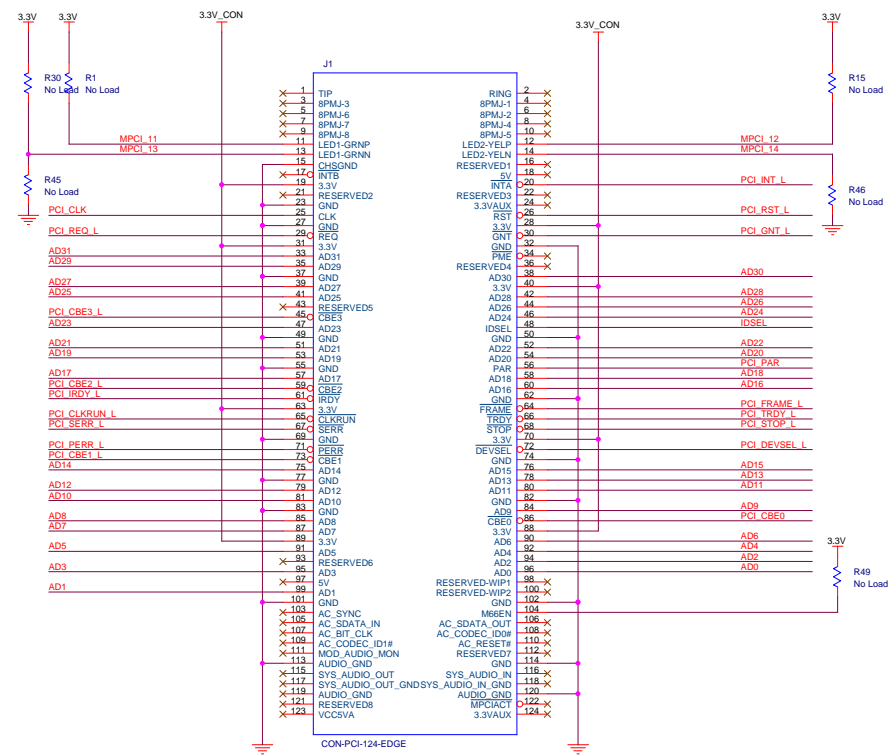 3.3V 3.3V 3.3V_CON 3.3V_CON 3.3V
J1
R30 R1 R15
No Load No Load No Load
1 TIP RING 2
3 8PMJ-3 8PMJ-1 4
5 8PMJ-6 8PMJ-2 6
7 8PMJ-7 8PMJ-4 8
9 8PMJ-8 8PMJ-5 10
MPCI_11 11 LED1-GRNP LED2-YELP 12 MPCI_12
MPCI_13 13 LED1-GRNN LED2-YELN 14 MPCI_14
15 CHSGND RESERVED1 16
17 INTB 5V 18
R45 No Load
19 3.3V INTA 20 PCI_INT_L
R46 No Load
21 RESERVED2 RESERVED3 22
23 GND 3.3VAUX 24
PCI_CLK 25 CLK RST 26 PCI_RST_L
27 GND 3.3V 28
PCI_REQ_L 29 REQ GNT 30 PCI_GNT_L
31 3.3V GND 32
AD31 33 AD31 PME 34
AD29 35 AD29 RESERVED4 36
37 GND AD30 38 AD30
AD27 39 AD27 3.3V 40
AD25 41 AD25 AD28 42 AD28
43 RESERVED5 AD26 44 AD26
PCI_CBE3_L 45 CBE3 AD24 46 AD24
AD23 47 AD23 IDSEL 48 IDSEL
49 GND GND 50
AD21 51 AD21 AD22 52 AD22
AD19 53 AD19 AD20 54 AD20
55 GND PAR 56 PCI_PAR
AD17 57 AD17 AD18 58 AD18
PCI_CBE2_L 59 CBE2 AD16 60 AD16
PCI_IRDY_L 61 IRDY GND 62
63 3.3V FRAME 64 PCI_FRAME_L
PCI_CLKRUN_L 65 CLKRUN TRDY 66 PCI_TRDY_L
PCI_SERR_L 67 SERR STOP 68 PCI_STOP_L
69 GND 3.3V 70
PCI_PERR_L 71 PERR DEVSEL 72 PCI_DEVSEL_L
PCI_CBE1_L 73 CBE1 GND 74
AD14 75 AD14 AD15 76 AD15
77 GND AD13 78 AD13
AD12 79 AD12 AD11 80 AD11
AD10 81 AD10 GND 82
83 GND AD9 84 AD9
AD8 85 AD8 CBE0 86 PCI_CBE0
AD7 87 AD7 3.3V 88
89 3.3V AD6 90 AD6
AD5 91 AD5 AD4 92 AD4
93 RESERVED6 AD2 94 AD2
AD3 95 AD3 AD0 96 AD0
3.3V
R49
No Load
97 5V RESERVED-WIP1 98
AD1 99 AD1 RESERVED-WIP2 100
101 GND GND 102
103 AC_SYNC M66EN 104
105 AC_SDATA_IN AC_SDATA_OUT 106
107 AC_BIT_CLK AC_CODEC_ID0# 108
109 AC_CODEC_ID1# AC_RESET# 110
111 MOD_AUDIO_MON RESERVED7 112
113 AUDIO_GND GND 114
115 SYS_AUDIO_OUT SYS_AUDIO_IN 116
117 SYS_AUDIO_OUT_GND SYS_AUDIO_IN_GND 118
119 AUDIO_GND AUDIO_GND 120
121 RESERVED8 MPCIACT 122
123 VCC5VA 3.3VAUX 124
CON-PCI-124-EDGE